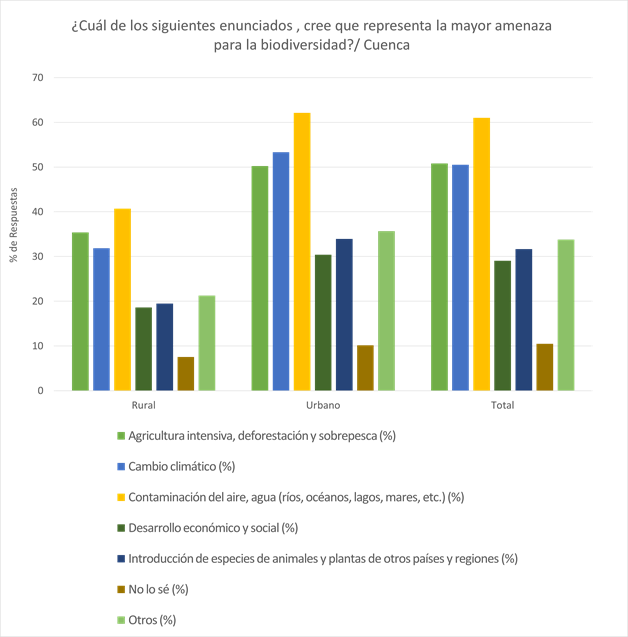 ¿Cuál de los siguientes enunciados , cree que representa la mayor amenaza
para la biodiversidad?/ Cuenca
70
60
50
40
30
20
10
0
% de Respuestas
Rural Urbano Total
Agricultura intensiva, deforestación y sobrepesca (%)
Cambio climático (%)
Contaminación del aire, agua (ríos, océanos, lagos, mares, etc.) (%)
Desarrollo económico y social (%)
Introducción de especies de animales y plantas de otros países y regiones (%)
No lo sé (%)
Otros (%)